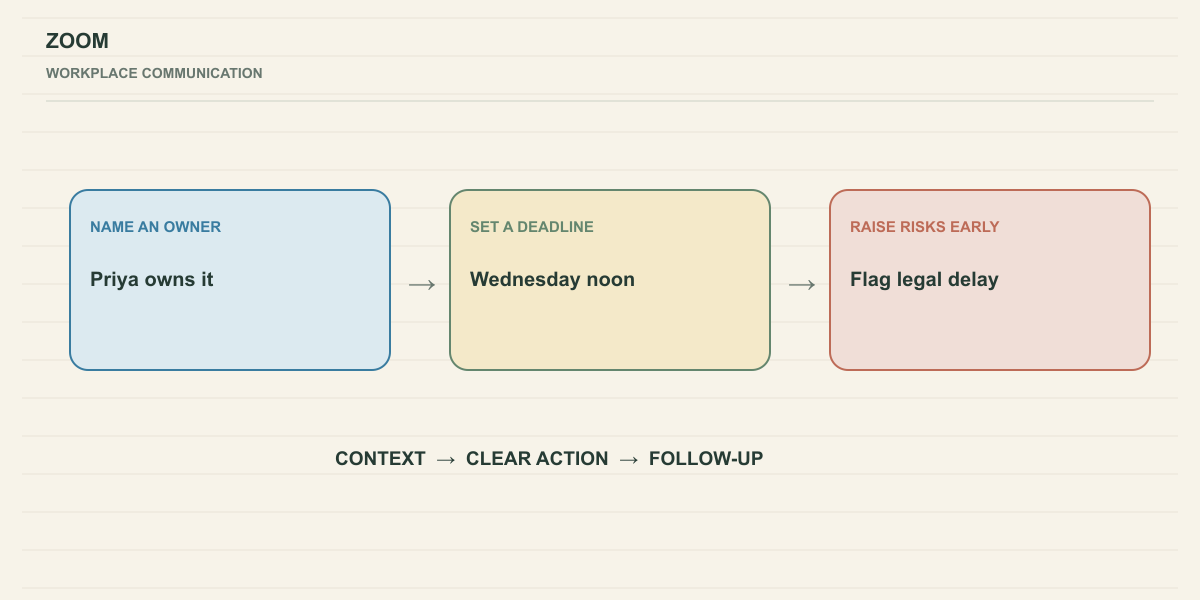 ZOOM
WORKPLACE COMMUNICATION
NAME AN OWNER
Priya owns it
→
SET A DEADLINE
Wednesday noon
→
RAISE RISKS EARLY
Flag legal delay
CONTEXT → CLEAR ACTION → FOLLOW-UP